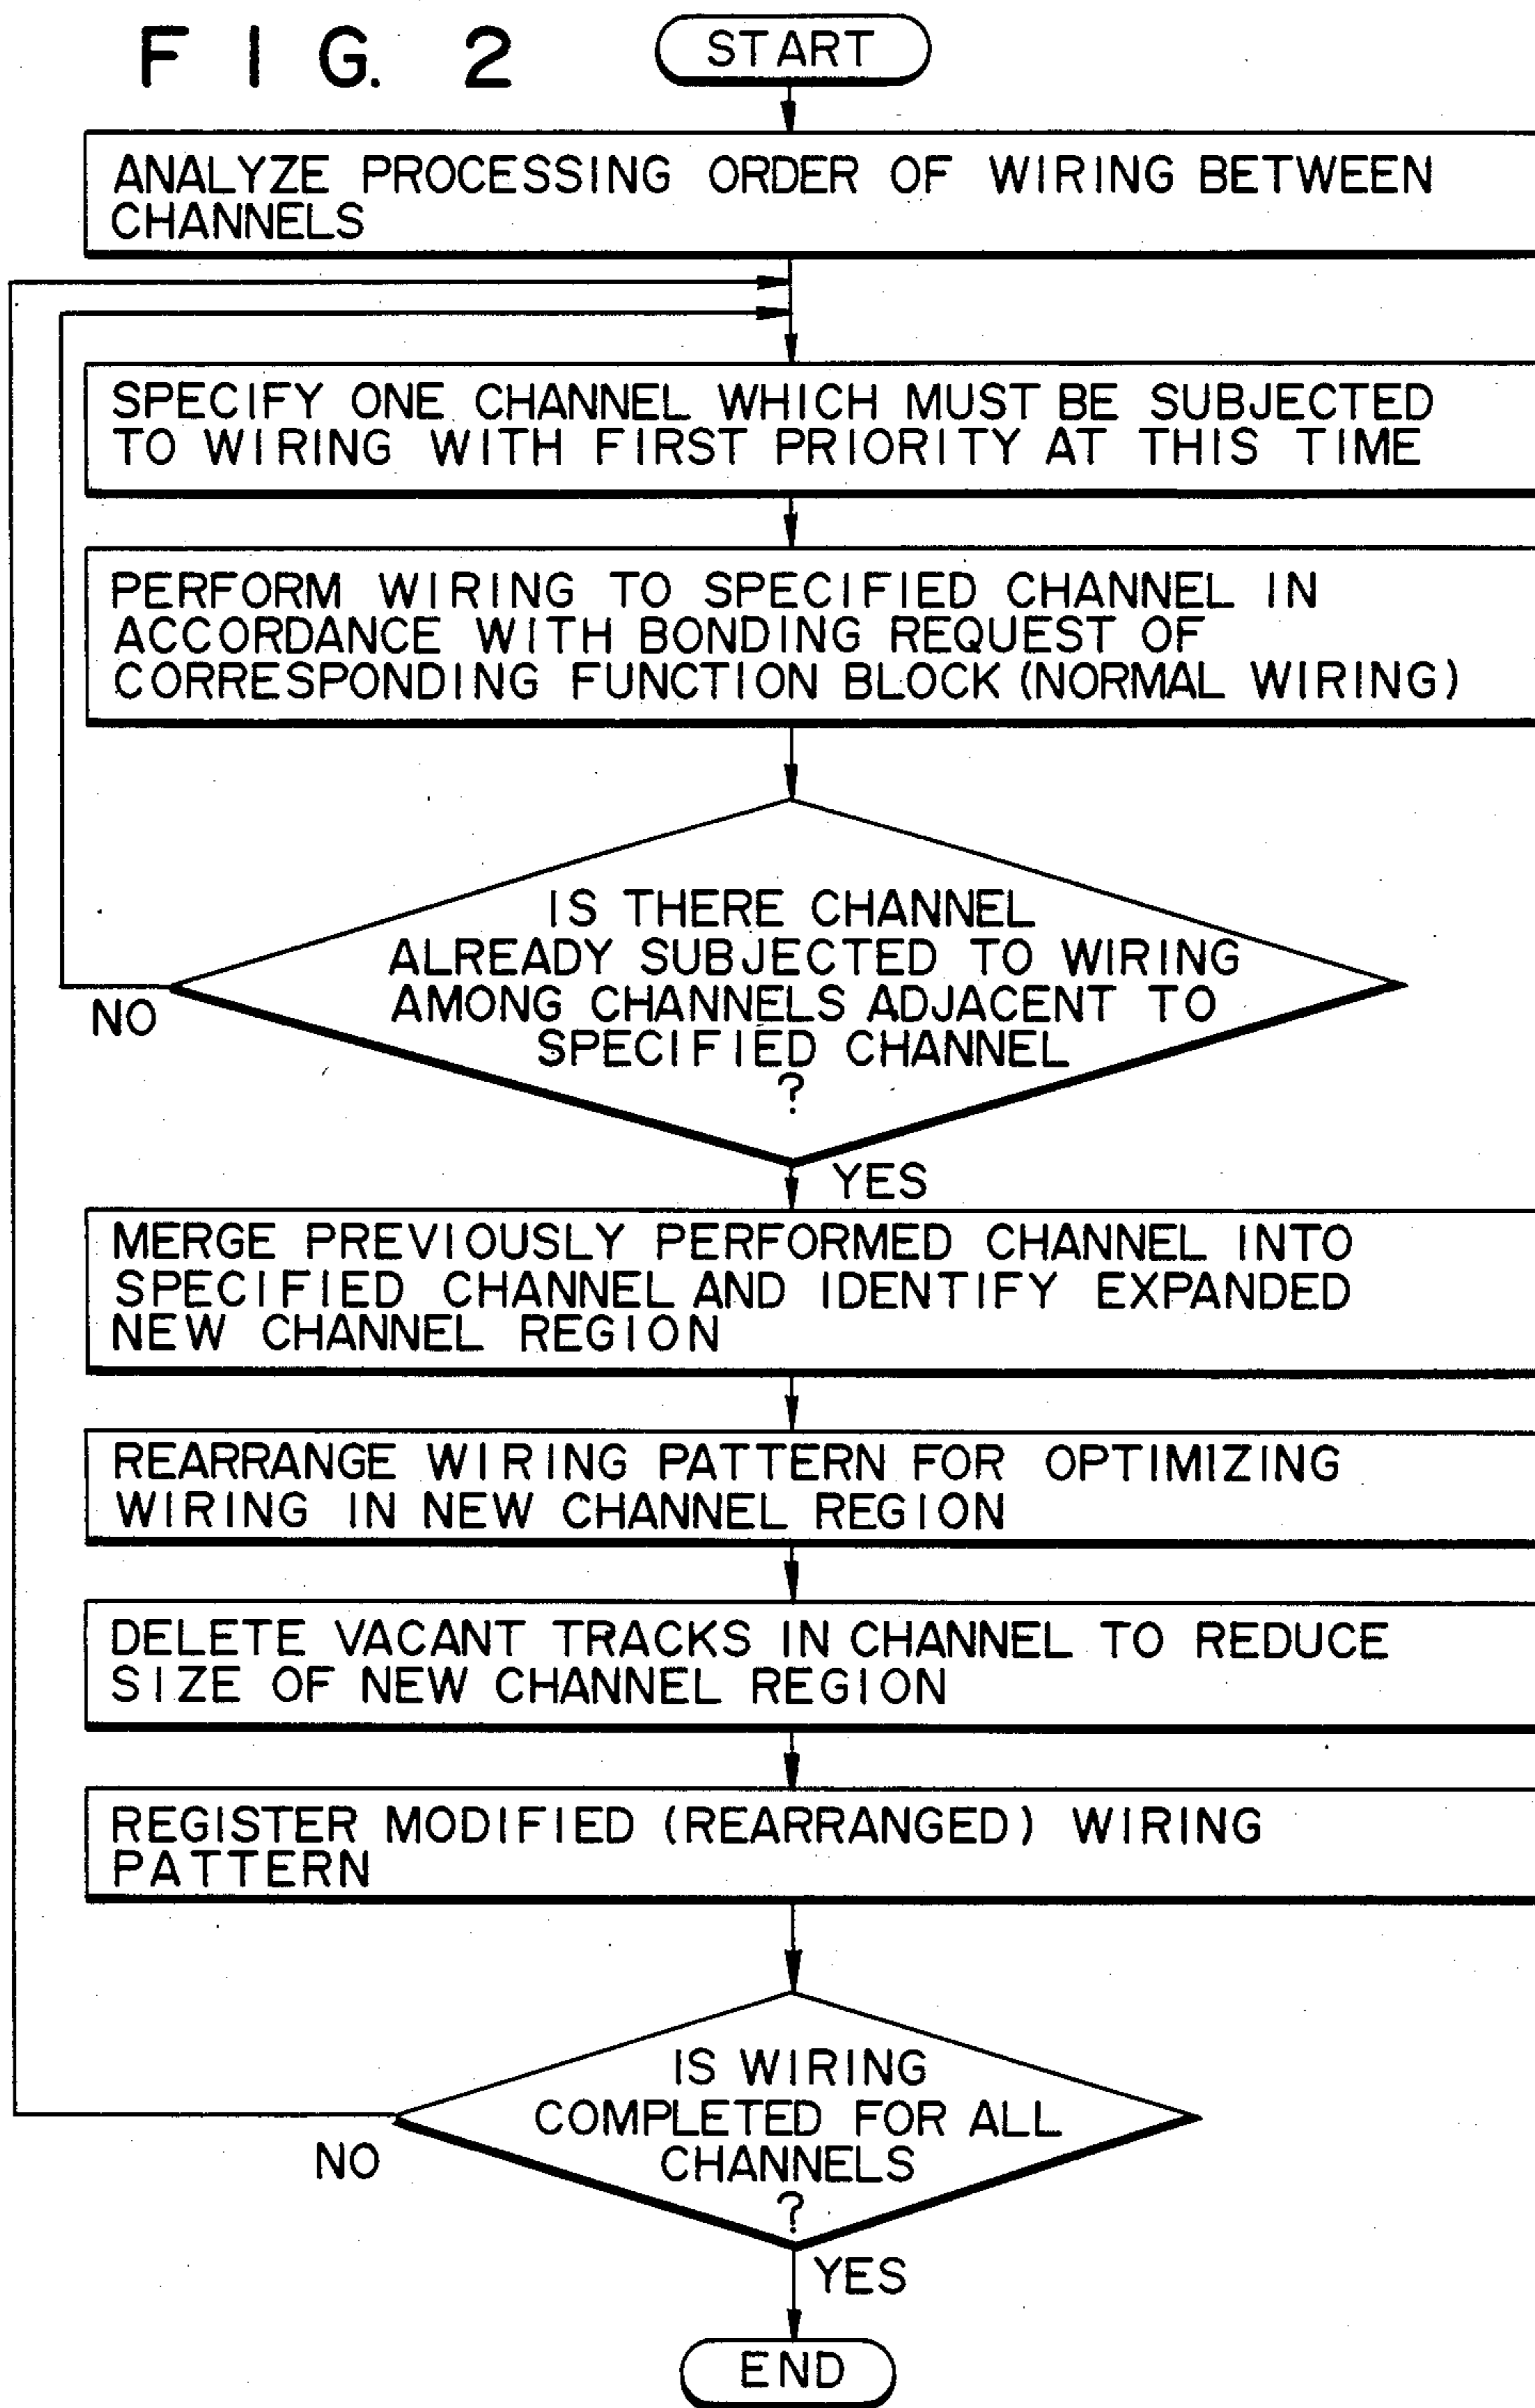 FIG. 2
START
ANALYZE PROCESSING ORDER OF WIRING BETWEEN
CHANNELS
SPECIFY ONE CHANNEL WHICH MUST BE SUBJECTED
TO WIRING WITH FIRST PRIORITY AT THIS TIME
PERFORM WIRING TO SPECIFIED CHANNEL IN
ACCORDANCE WITH BONDING REQUEST OF
CORRESPONDING FUNCTION BLOCK (NORMAL WIRING)
IS THERE CHANNEL
ALREADY SUBJECTED TO WIRING
AMONG CHANNELS ADJACENT TO
SPECIFIED CHANNEL
?
NO
YES
MERGE PREVIOUSLY PERFORMED CHANNEL INTO
SPECIFIED CHANNEL AND IDENTIFY EXPANDED
NEW CHANNEL REGION
REARRANGE WIRING PATTERN FOR OPTIMIZING
WIRING IN NEW CHANNEL REGION
DELETE VACANT TRACKS IN CHANNEL TO REDUCE
SIZE OF NEW CHANNEL REGION
REGISTER MODIFIED (REARRANGED) WIRING
PATTERN
IS WIRING
COMPLETED FOR ALL
CHANNELS
?
NO
YES
END